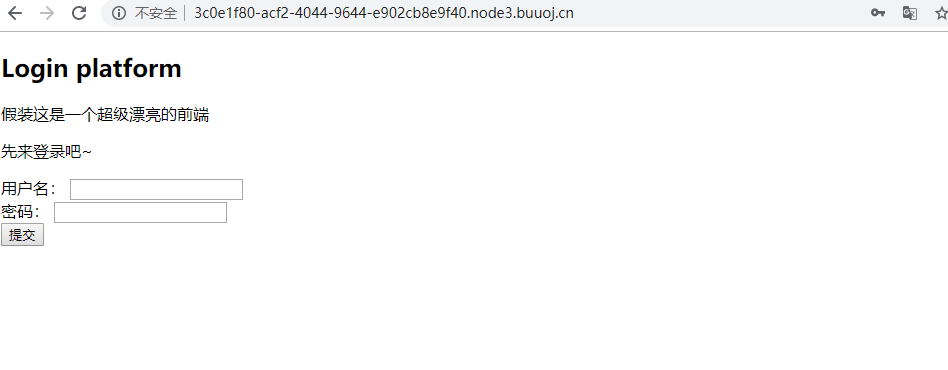 不安全 3c0e1f80-acf2-4044-9644-e902cb8e9f40.node3.buuoj.cn
Login platform
假装这是一个超级漂亮的前端
先来登录吧~
用户名：
密码：
提交